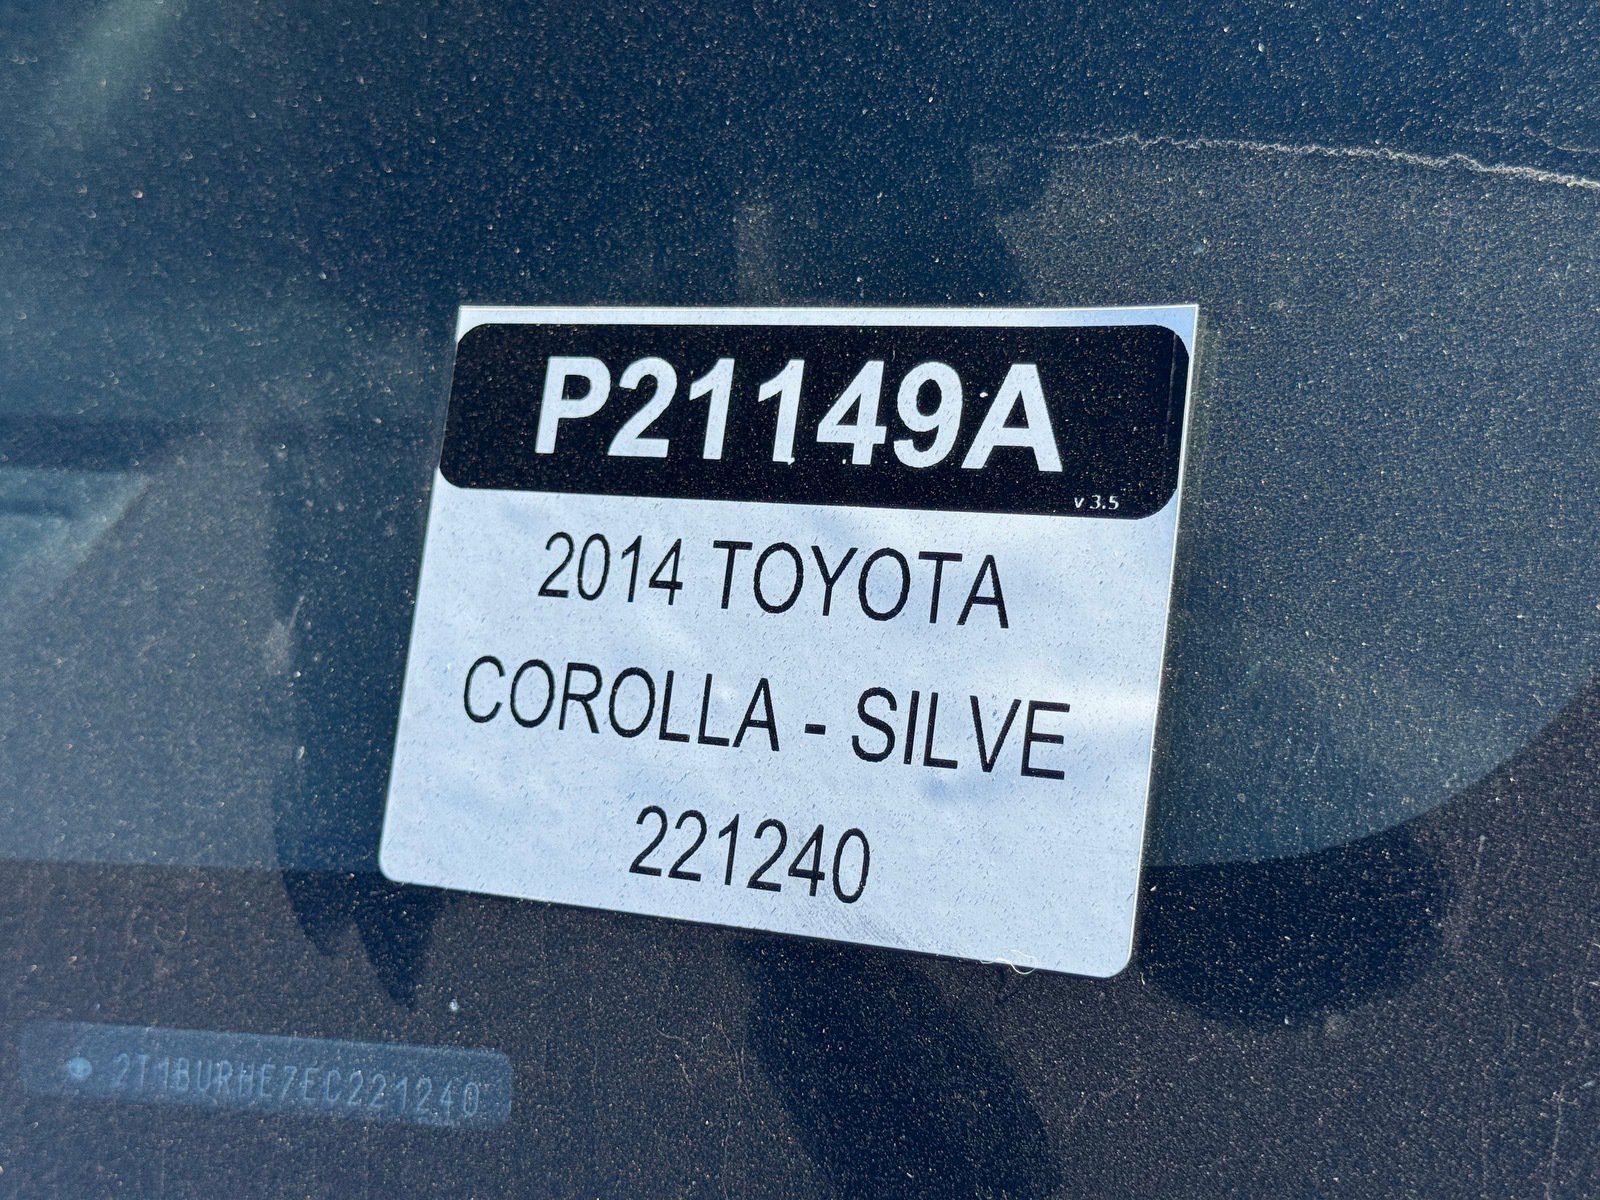 P21149A
v 3.5
2014 TOYOTA
COROLLA - SILVE
221240
2T1BURHE7EC221240